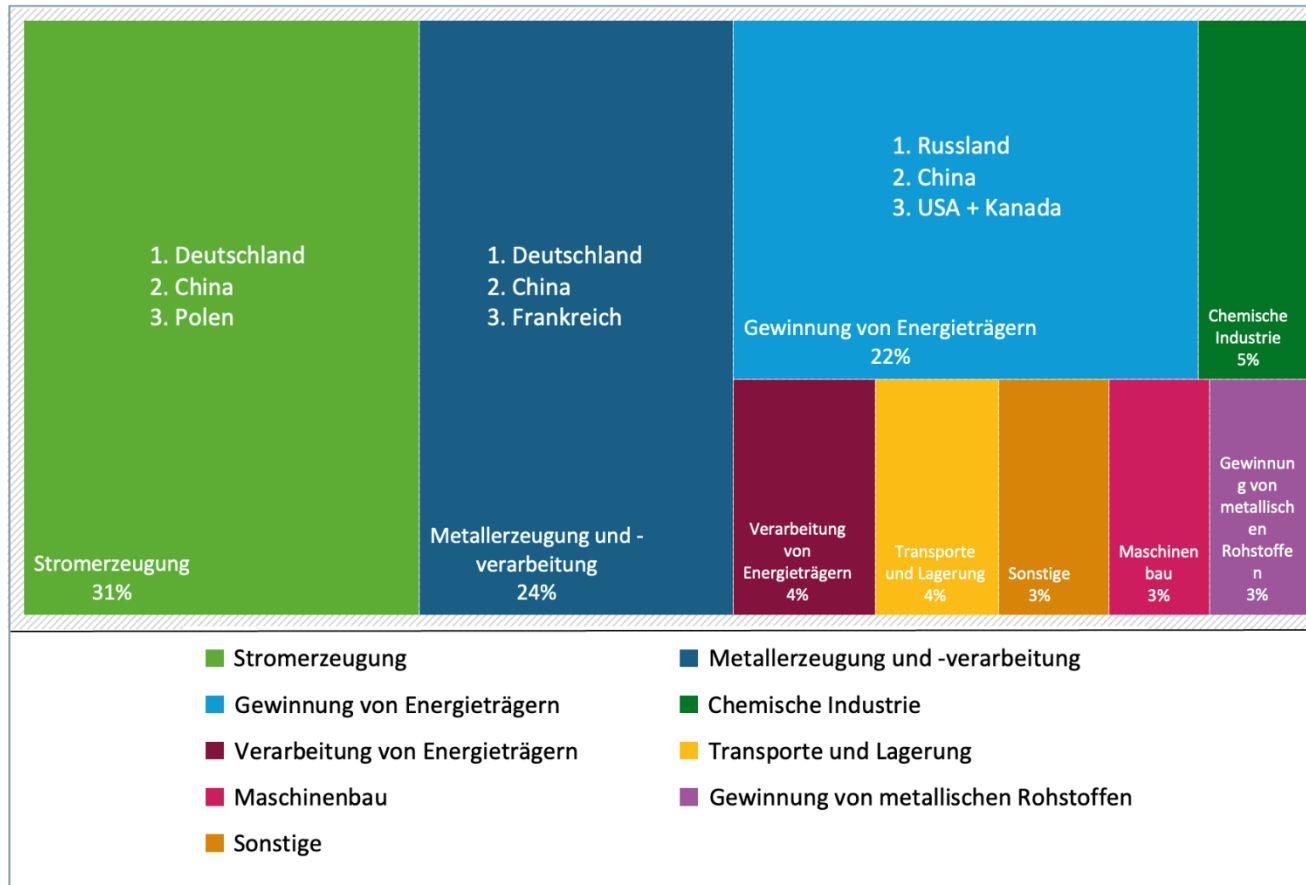 1. Deutschland
2. China
3. Polen
Stromerzeugung
31%
1. Deutschland
2. China
3. Frankreich
Metallerzeugung und -
verarbeitung
24%
1. Russland
2. China
3. USA + Kanada
Gewinnung von Energieträgern
22%
Chemische
Industrie
5%
Verarbeitung
von
Energieträgern
4%
Transporte
und Lagerung
4%
Sonstige
3%
Maschinen
bau
3%
Gewinnun
g von
metallisch
en
Rohstoffe
n
3%
Stromerzeugung
Metallerzeugung und -verarbeitung
Gewinnung von Energieträgern
Chemische Industrie
Verarbeitung von Energieträgern
Transporte und Lagerung
Maschinenbau
Gewinnung von metallischen Rohstoffen
Sonstige